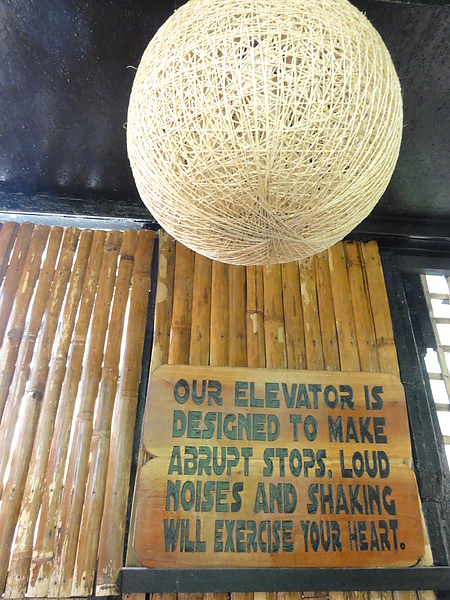 OUR ELEVATOR IS
DESIGNED TO MAKE
ABRUPT STOPS, LOUD
NOISES AND SHAKING
WILL EXERCISE YOUR HEART.